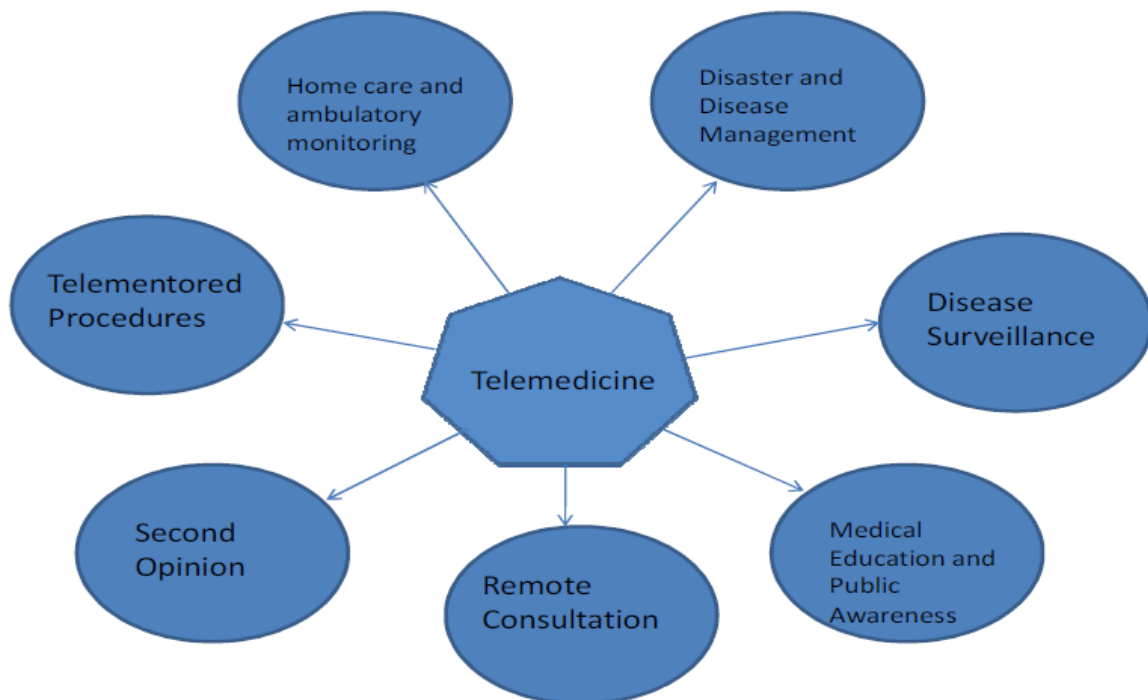 Home care and
ambulatory
monitoring
Disaster and
Disease
Management
Telementored
Procedures
Disease
Surveillance
Telemedicine
Second
Opinion
Remote
Consultation
Medical
Education and
Public
Awareness